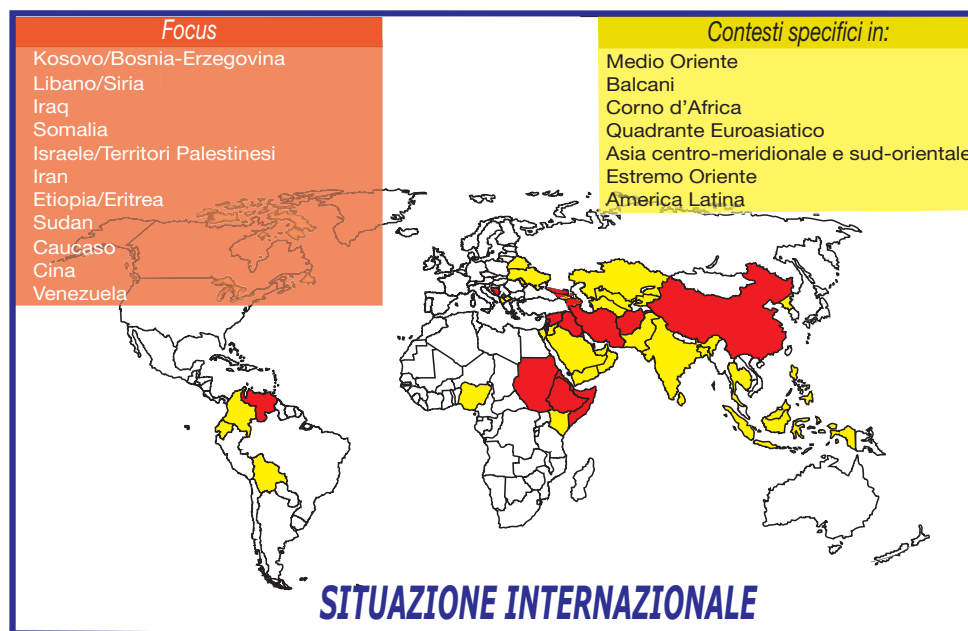 Focus
Kosovo/Bosnia-Erzegovina
Libano/Siria
Iraq
Somalia
Israele/Territori Palestinesi
Iran
Etiopia/Eritrea
Sudan
Caucaso
Cina
Venezuela
Contesti specifici in:
Medio Oriente
Balcani
Corno d'Africa
Quadrante Euroasiatico
Asia centro-meridionale e sud-orientale
Estremo Oriente
America Latina
SITUAZIONE INTERNAZIONALE